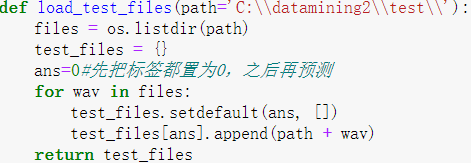 def load_test_files(path='C:\\datamining2\\test\\'):
    files = os.listdir(path)
    test_files = {}
    ans=0#先把标签都置为0，之后再预测
    for wav in files:
        test_files.setdefault(ans, [])
        test_files[ans].append(path + wav)
    return test_files